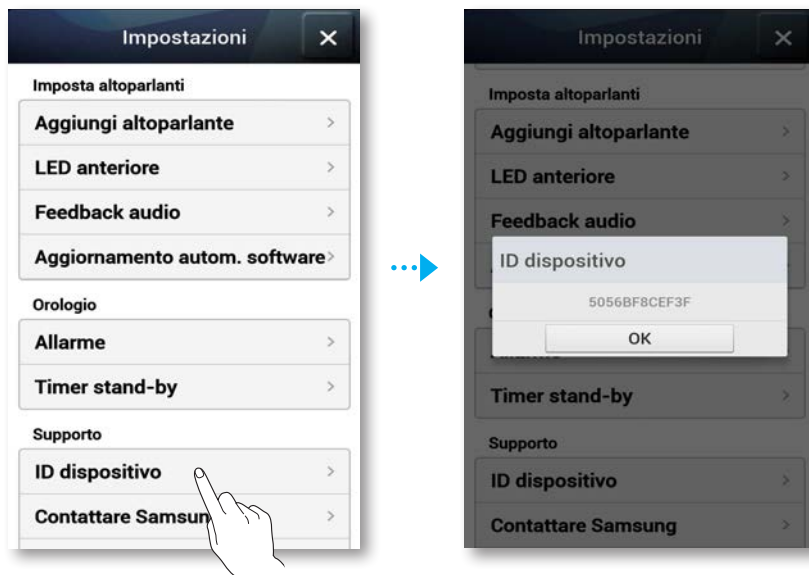 Impostazioni
Imposta altoparlanti
Aggiungi altoparlante
LED anteriore
Feedback audio
Aggiornamento autom. software
Orologio
Allarme
Timer stand-by
Supporto
ID dispositivo
Contattare Samsun
Impostazioni
Imposta altoparlanti
Aggiungi altoparlante
LED anteriore
Feedback audio
ID dispositivo
5056BF8CEF3F
OK
Timer stand-by
Supporto
ID dispositivo
Contattare Samsung